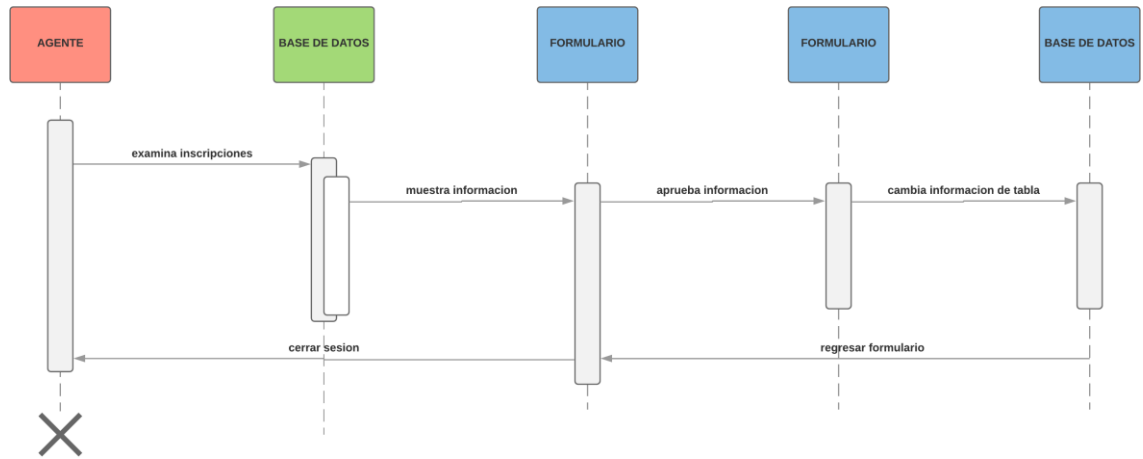 AGENTE
BASE DE DATOS
FORMULARIO
FORMULARIO
BASE DE DATOS
examina inscripciones
muestra informacion
aprueba informacion
cambia informacion de tabla
cerrar sesion
regresar formulario